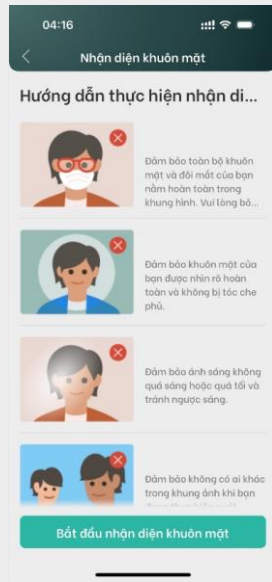 04:16
Nhận diện khuôn mặt
Hướng dẫn thực hiện nhận di...
Đảm bảo toàn bộ khuôn
mặt và đôi mắt của bạn
nằm hoàn toàn trong
khung hình. Vui lòng bỏ...
Đảm bảo khuôn mặt của
bạn được nhìn rõ hoàn
toàn và không bị tóc che
phủ.
Đảm bảo ánh sáng không
quá sáng hoặc quá tối và
tránh ngược sáng.
Đảm bảo không có ai khác
trong khung ảnh khi bạn
Bắt đầu nhận diện khuôn mặt